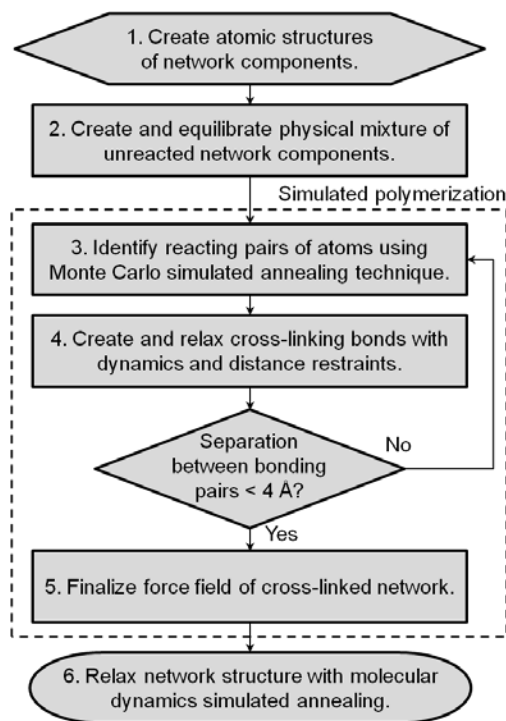 1. Create atomic structures
of network components.
2. Create and equilibrate physical mixture of
unreacted network components.
Simulated polymerization
3. Identify reacting pairs of atoms using
Monte Carlo simulated annealing technique.
4. Create and relax cross-linking bonds with
dynamics and distance restraints.
Separation
between bonding
pairs < 4 Å?
No
Yes
5. Finalize force field of cross-linked network.
6. Relax network structure with molecular
dynamics simulated annealing.